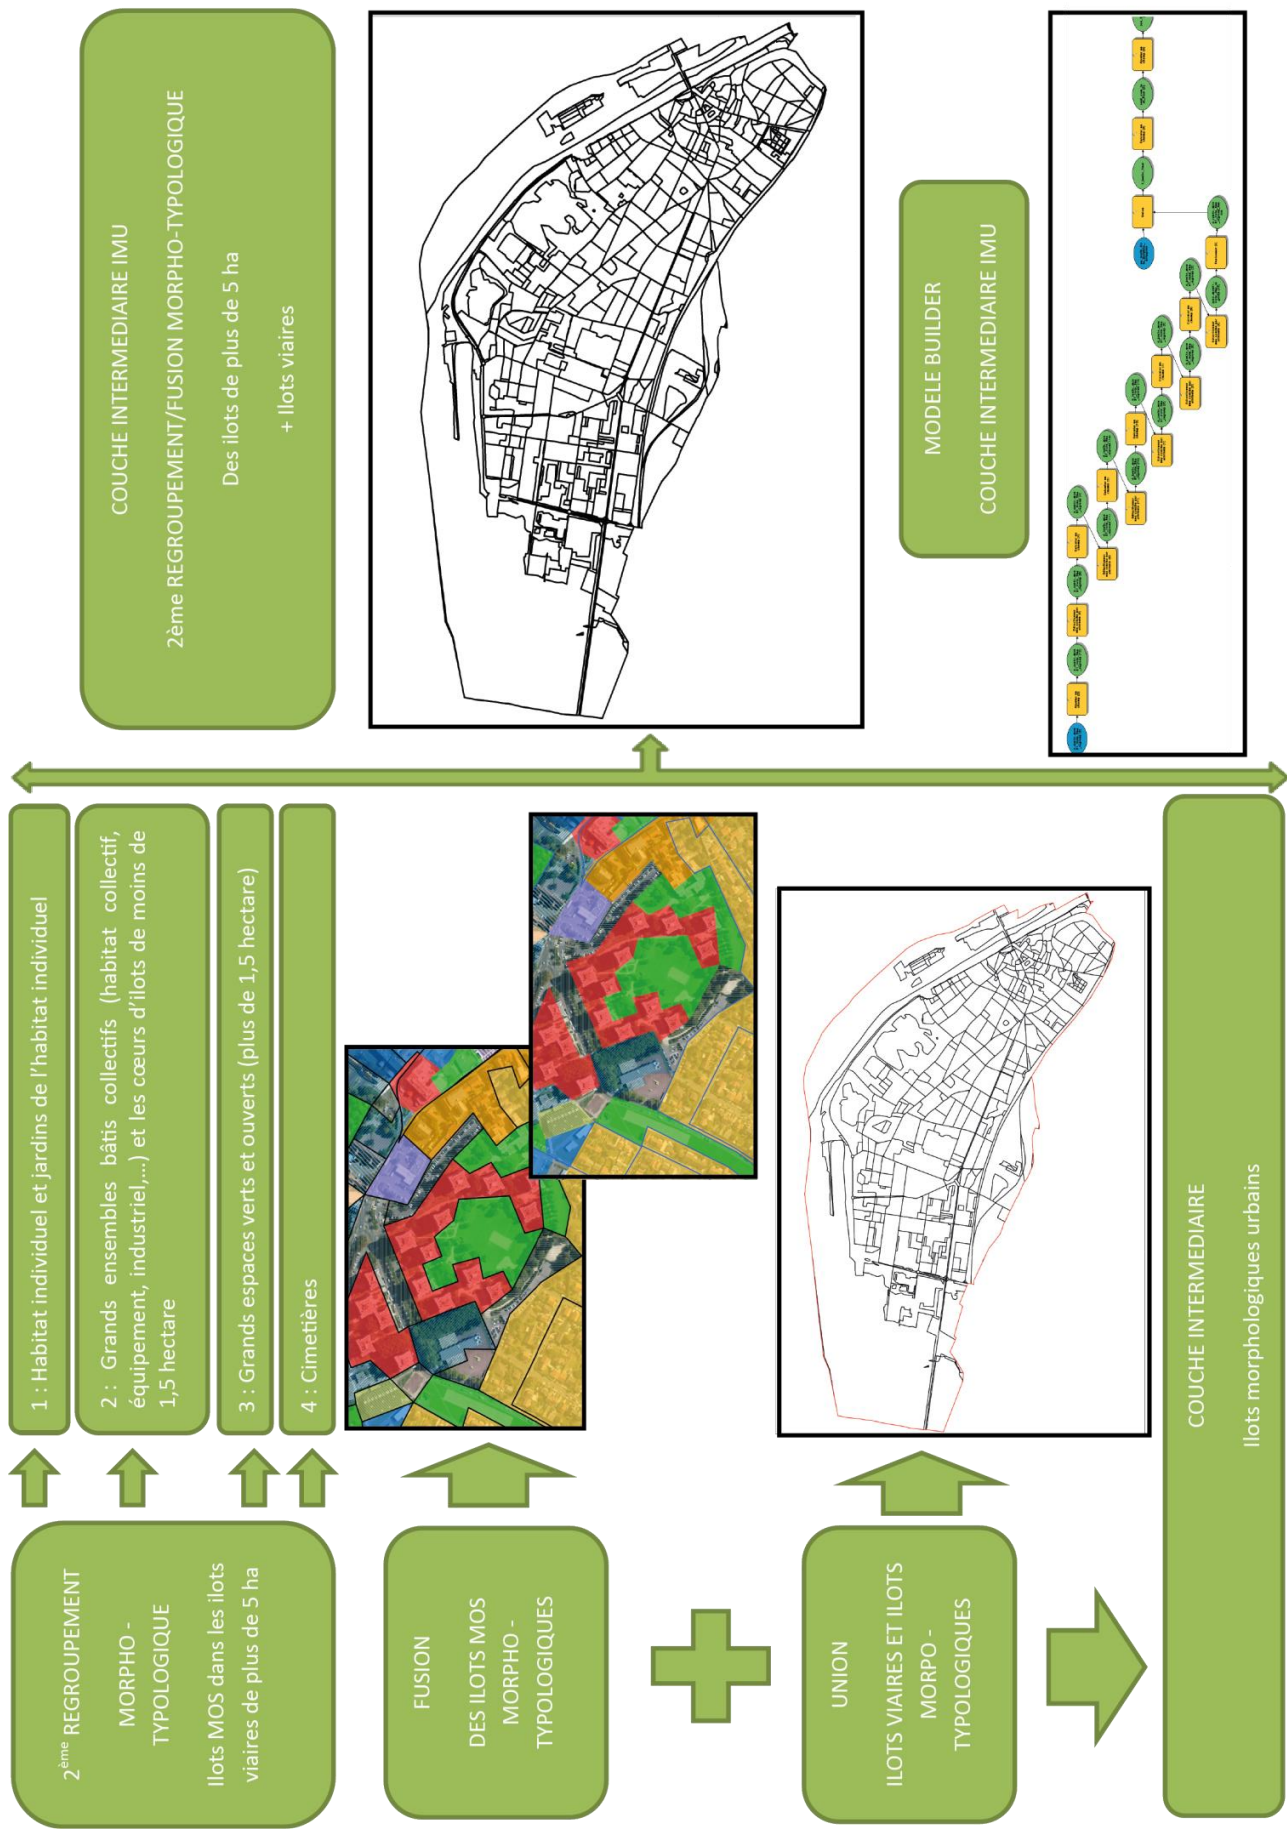 2ème REGROUPEMENT
MORPHO -
TYPOLOGIQUE
Ilots MOS dans les ilots
viaires de plus de 5 ha
1 : Habitat individuel et jardins de l'habitat individuel
2 : Grands ensembles bâtis collectifs (habitat collectif,
équipement, industriel,...) et les cœurs d'ilots de moins de
1,5 hectare
3 : Grands espaces verts et ouverts (plus de 1,5 hectare)
4 : Cimetières
FUSION
DES ILOTS MOS
MORPHO -
TYPOLOGIQUES
UNION
ILOTS VIAIRES ET ILOTS
MORPO -
TYPOLOGIQUES
COUCHE INTERMEDIAIRE
Ilots morphologiques urbains
COUCHE INTERMEDIAIRE IMU
2ème REGROUPEMENT/FUSION MORPHO-TYPOLOGIQUE
Des ilots de plus de 5 ha
+ Ilots viaires
MODELE BUILDER
COUCHE INTERMEDIAIRE IMU